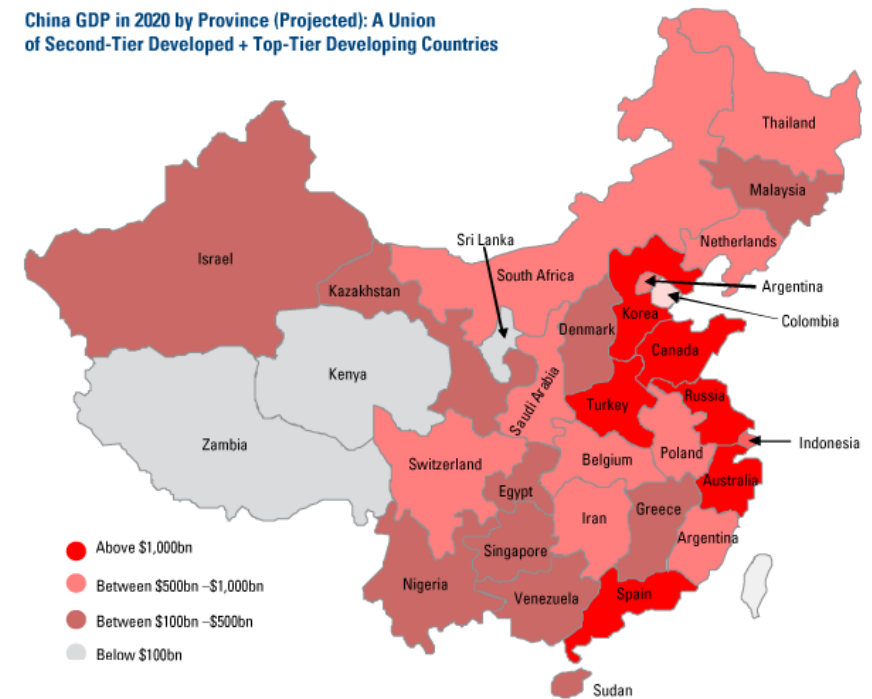 China GDP in 2020 by Province (Projected): A Union
of Second-Tier Developed + Top-Tier Developing Countries
Thailand
Malaysia
Netherlands
Sri Lanka
Israel
South Africa
Kazakhstan
Argentina
Korea
Colombia
Denmark
Canada
Kenya
Saudi Arabia
Russia
Turkey
Zambia
Indonesia
Poland
Belgium
Switzerland
Australia
Egypt
Greece
Iran
Argentina
Singapore
Nigeria
Venezuela
Spain
Sudan
Above $1,000bn
Between $500bn –$1,000bn
Between $100bn –$500bn
Below $100bn